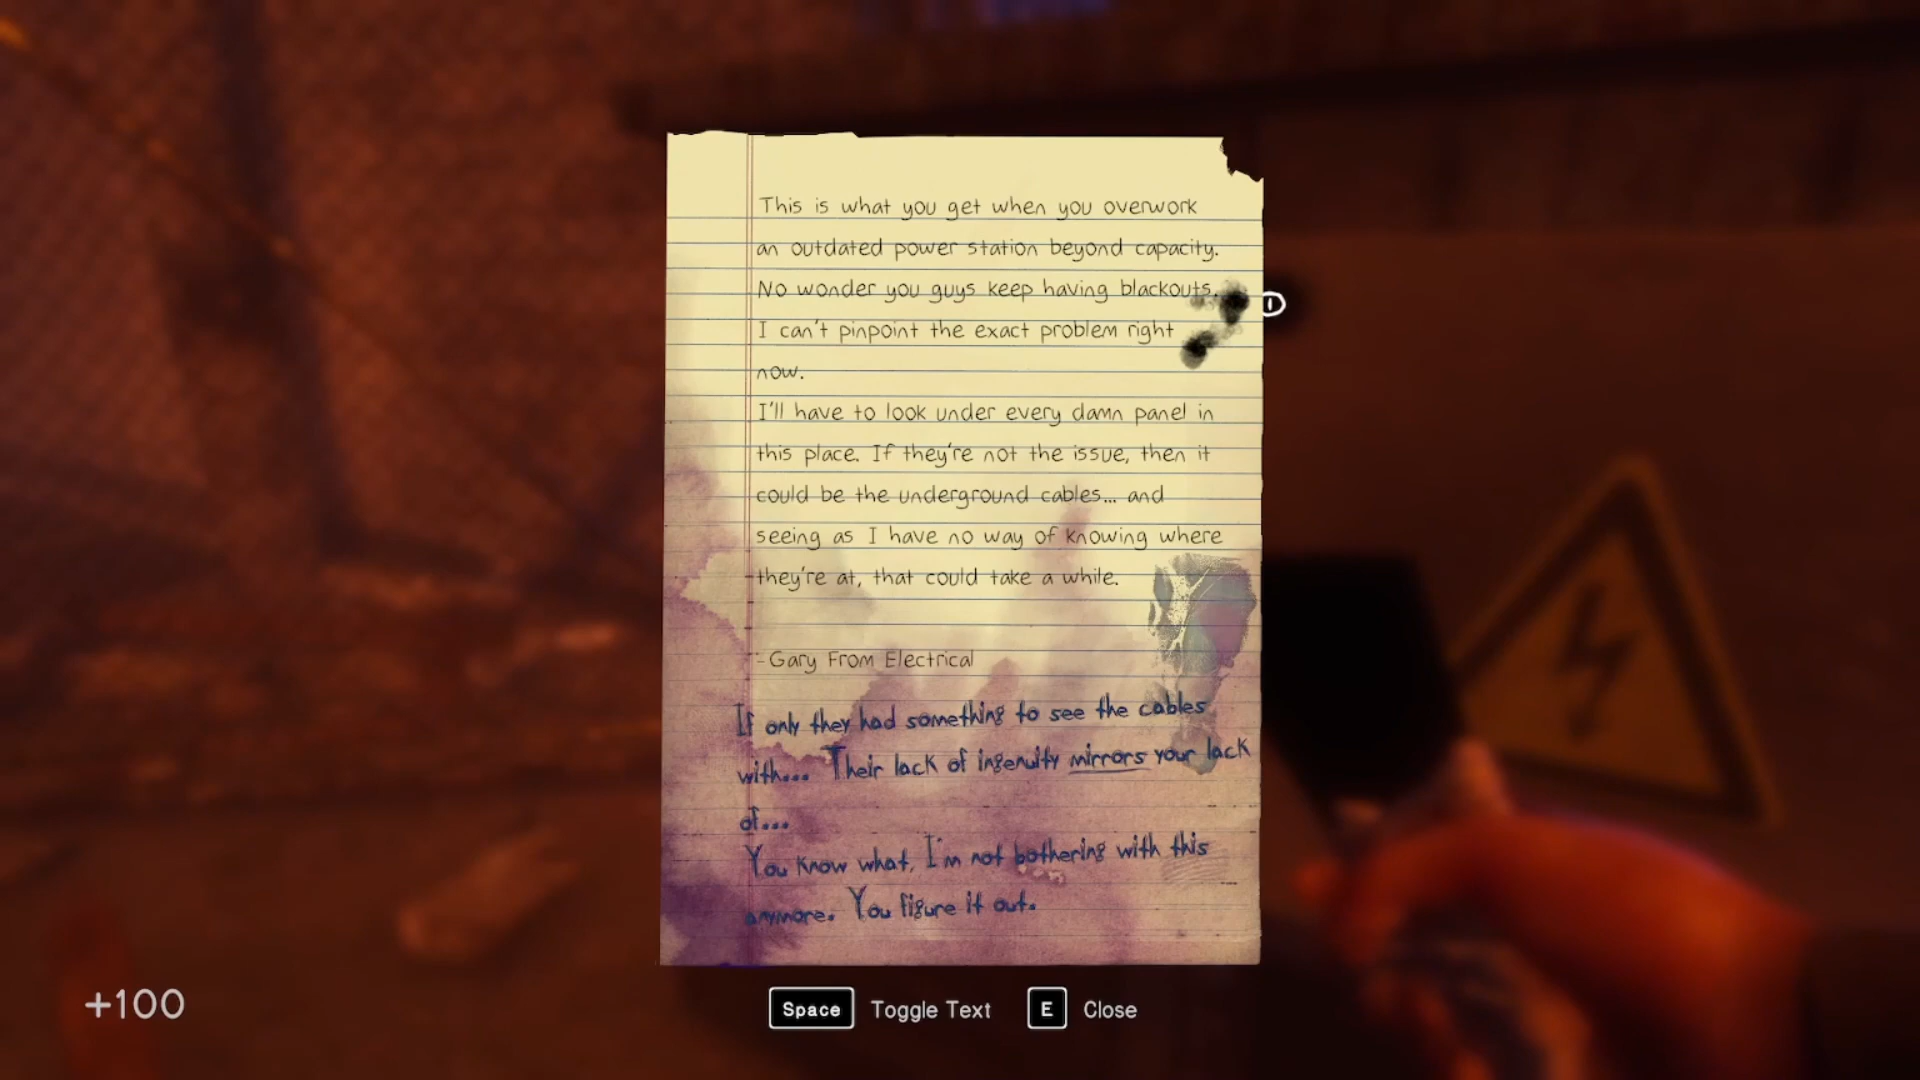 This is what you get when you overwork
an outdated power station beyond capacity.
No wonder you guys keep having blackouts.
I can't pinpoint the exact problem right
now.
I'll have to look under every damn panel in
this place. If they're not the issue, then it
could be the underground cables... and
seeing as I have no way of knowing where
they're at, that could take a while.
- Gary From Electrical
If only they had something to see the cables
with... Their lack of ingenuity mirrors your lack
of...
You know what, I'm not bothering with this
anymore. You figure it out.
+100
Space Toggle Text E Close